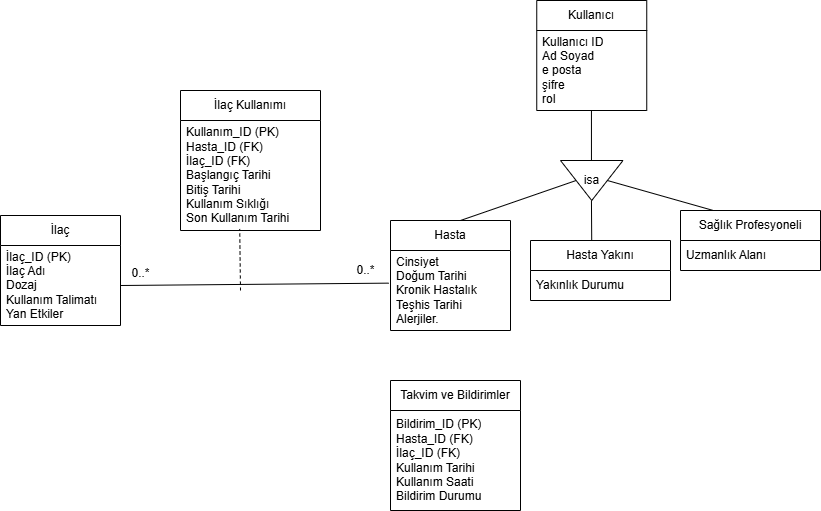 Kullanıcı
Kullanıcı ID
Ad Soyad
e posta
şifre
rol
İlaç Kullanımı
Kullanım_ID (PK)
Hasta_ID (FK)
İlaç_ID (FK)
Başlangıç Tarihi
Bitiş Tarihi
Kullanım Sıklığı
Son Kullanım Tarihi
isa
İlaç
İlaç_ID (PK)
İlaç Adı
Dozaj
Kullanım Talimatı
Yan Etkiler
0..*
0..*
Hasta
Cinsiyet
Doğum Tarihi
Kronik Hastalık
Teşhis Tarihi
Alerjiler.
Hasta Yakını
Yakınlık Durumu
Sağlık Profesyoneli
Uzmanlık Alanı
Takvim ve Bildirimler
Bildirim_ID (PK)
Hasta_ID (FK)
İlaç_ID (FK)
Kullanım Tarihi
Kullanım Saati
Bildirim Durumu